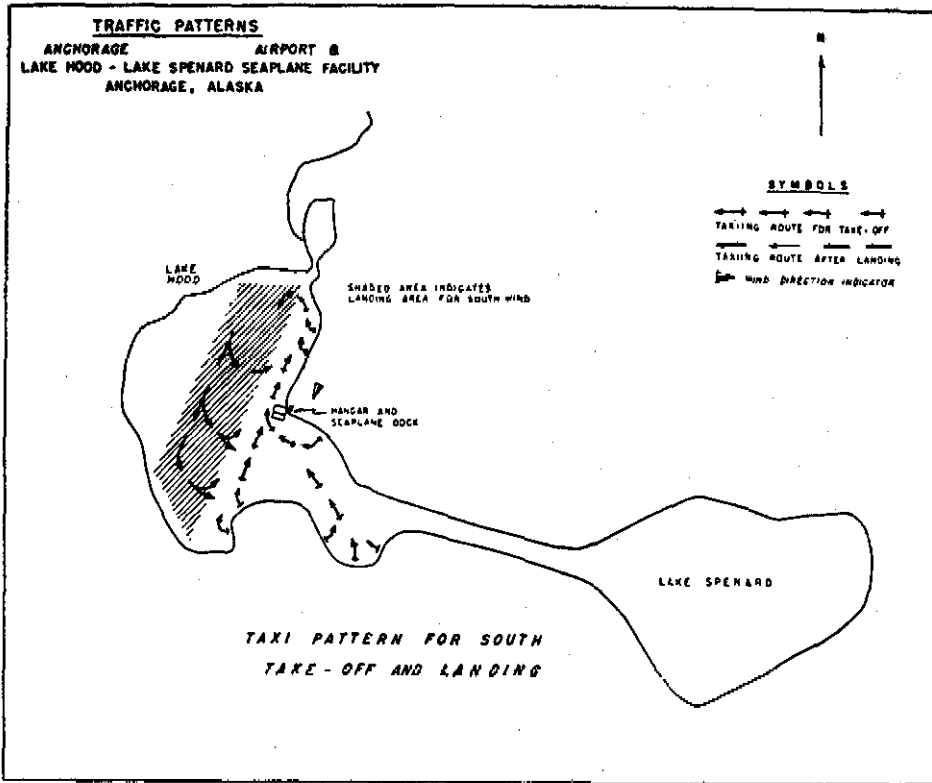 TRAFFIC PATTERNS
ANCHORAGE AIRPORT &
LAKE HOOD - LAKE SPENARD SEAPLANE FACILITY
ANCHORAGE, ALASKA
N
SYMBOLS
TAXIING ROUTE FOR TAKE-OFF
TAXIING ROUTE AFTER LANDING
WIND DIRECTION INDICATOR
LAKE
HOOD
SHADED AREA INDICATES
LANDING AREA FOR SOUTH WIND
HANGAR AND
SEAPLANE DOCK
LAKE SPENARD
TAXI PATTERN FOR SOUTH
TAKE-OFF AND LANDING